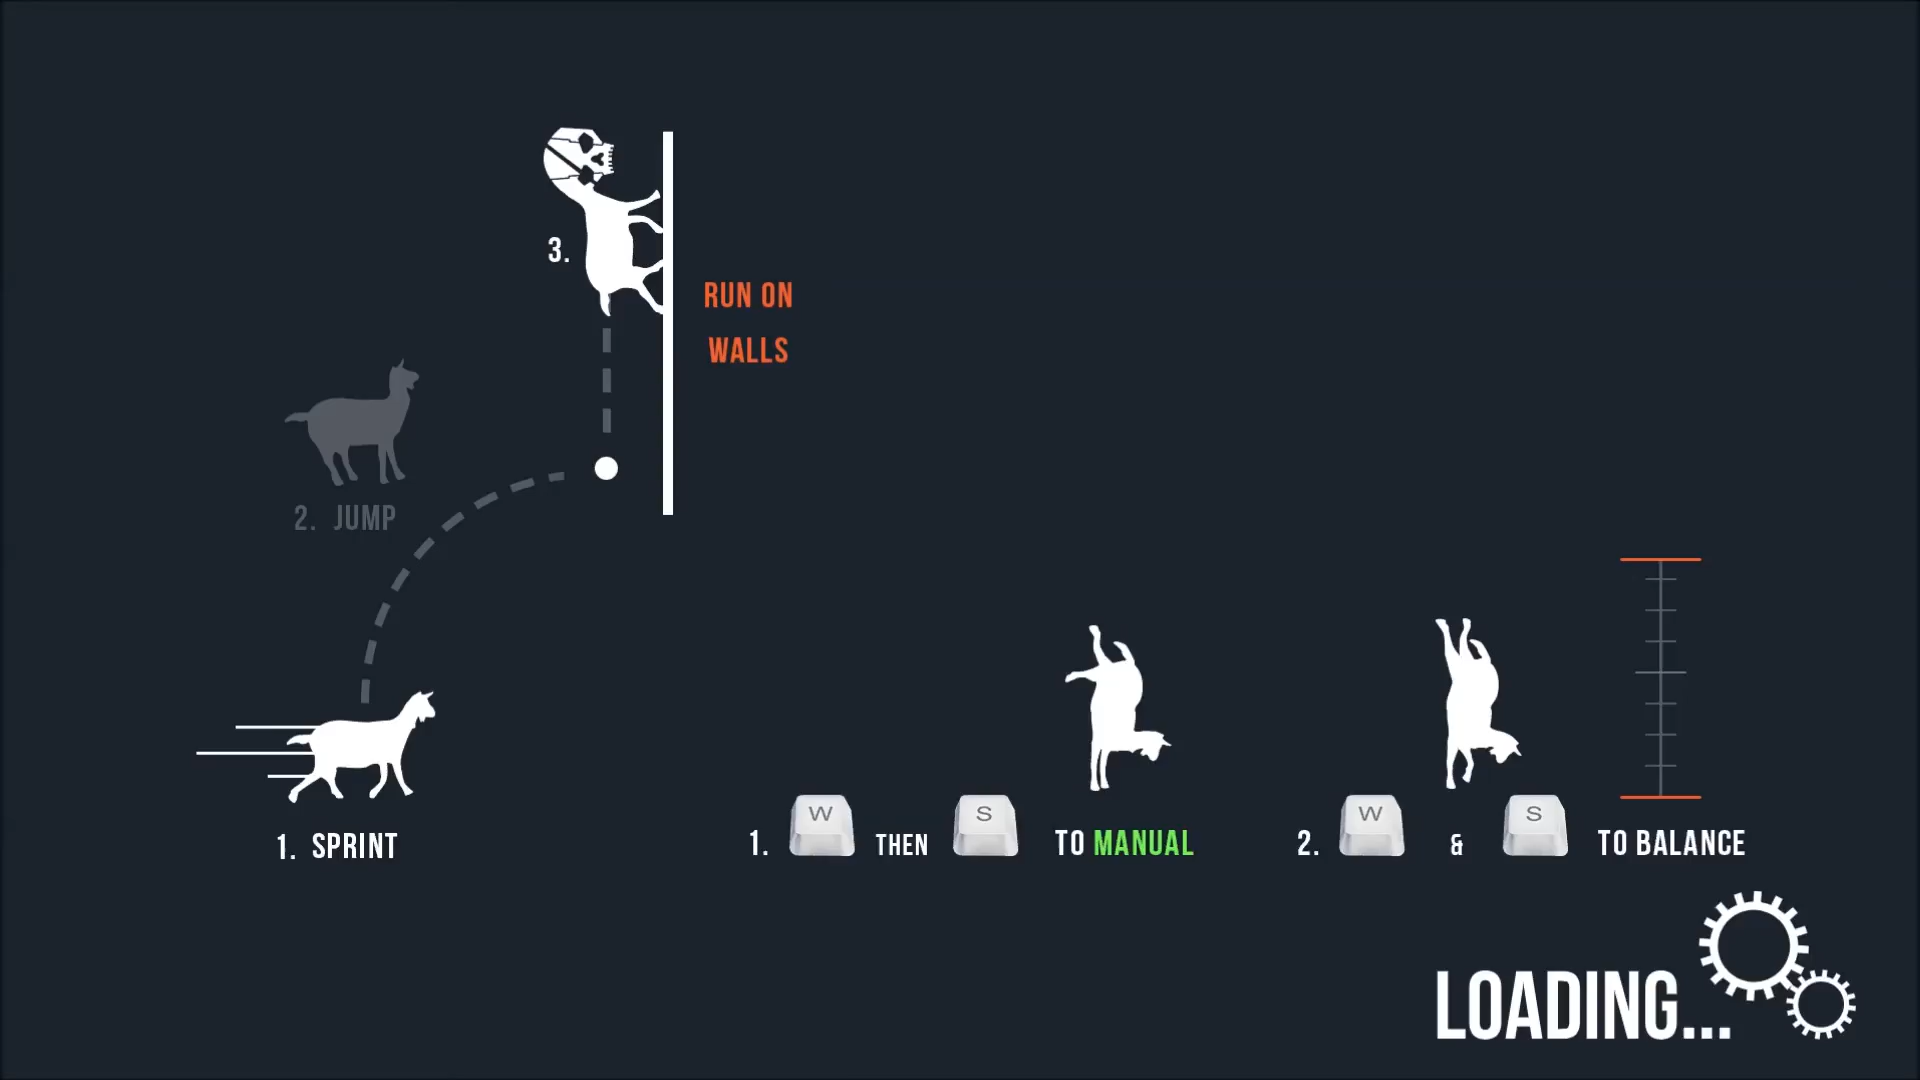 3.
RUN ON
WALLS
2. JUMP
1. SPRINT
1. W THEN S TO MANUAL
2. W & S TO BALANCE
LOADING...